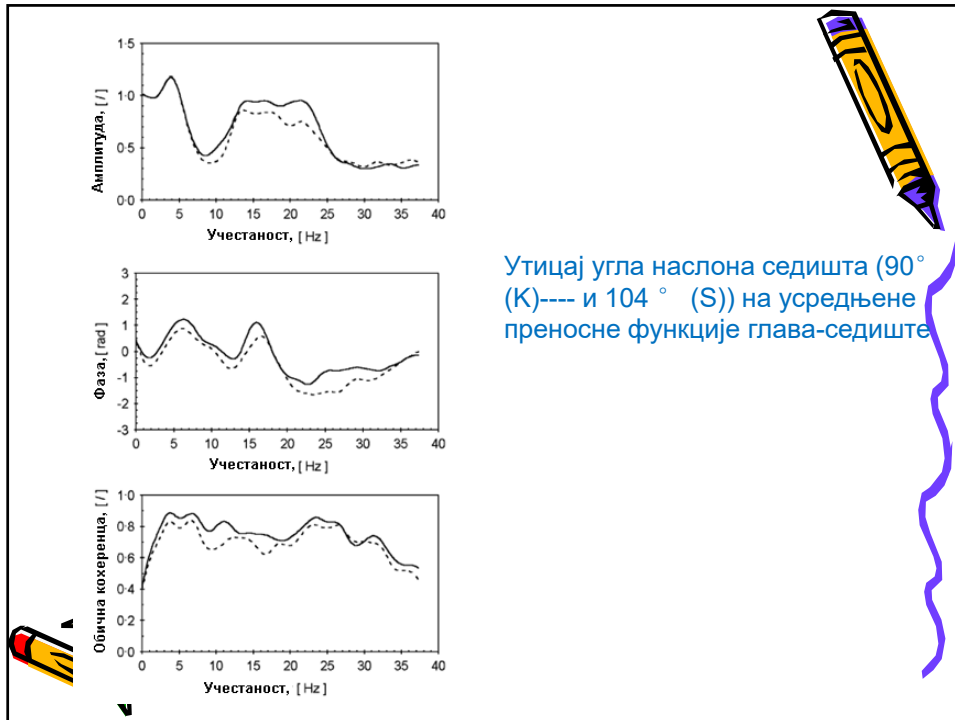 1·5
1·0
0·5
0·0
Амплитуда, [ / ]
0 5 10 15 20 25 30 35 40
Учестаност, [ Hz ]
3
2
1
0
-1
-2
-3
Фаза, [ rad ]
0 5 10 15 20 25 30 35 40
Учестаност, [ Hz ]
1·0
0·8
0·6
0·4
0·2
0·0
Обична кохеренца, [ / ]
0 5 10 15 20 25 30 35 40
Учестаност, [ Hz ]
Утицај угла наслона седишта (90°
(K)---- и 104 ° (S)) на усредњене
преносне функције глава-седиште